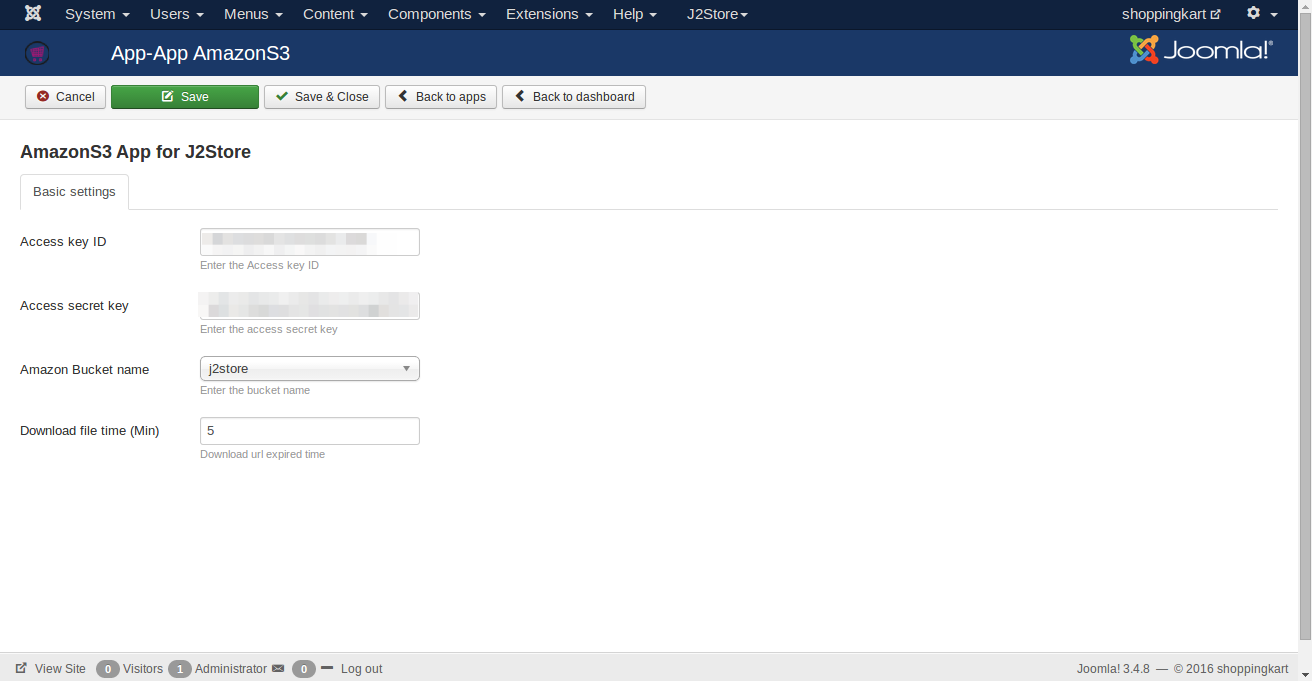 System Users Menus Content Components Extensions Help J2Store shoppingkart
App-App AmazonS3 Joomla!®
Cancel Save Save & Close Back to apps Back to dashboard
AmazonS3 App for J2Store
Basic settings
Access key ID
Enter the Access key ID
Access secret key
Enter the access secret key
Amazon Bucket name j2store
Enter the bucket name
Download file time (Min) 5
Download url expired time
View Site 0 Visitors 1 Administrator 0 Log out Joomla! 3.4.8 — © 2016 shoppingkart